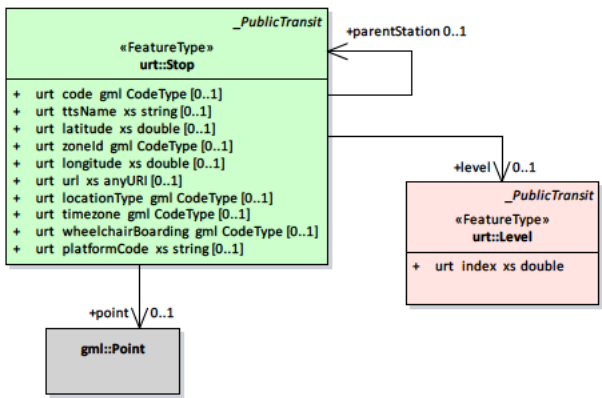 _PublicTransit
«FeatureType»
urt::Stop
+ urt code gml CodeType [0..1]
+ urt ttsName xs string [0..1]
+ urt latitude xs double [0..1]
+ urt zoneId gml CodeType [0..1]
+ urt longitude xs double [0..1]
+ urt url xs anyURI [0..1]
+ urt locationType gml CodeType [0..1]
+ urt timezone gml CodeType [0..1]
+ urt wheelchairBoarding gml CodeType [0..1]
+ urt platformCode xs string [0..1]
+parentStation 0..1
+level 0..1
_PublicTransit
«FeatureType»
urt::Level
+ urt index xs double
+point 0..1
gml::Point